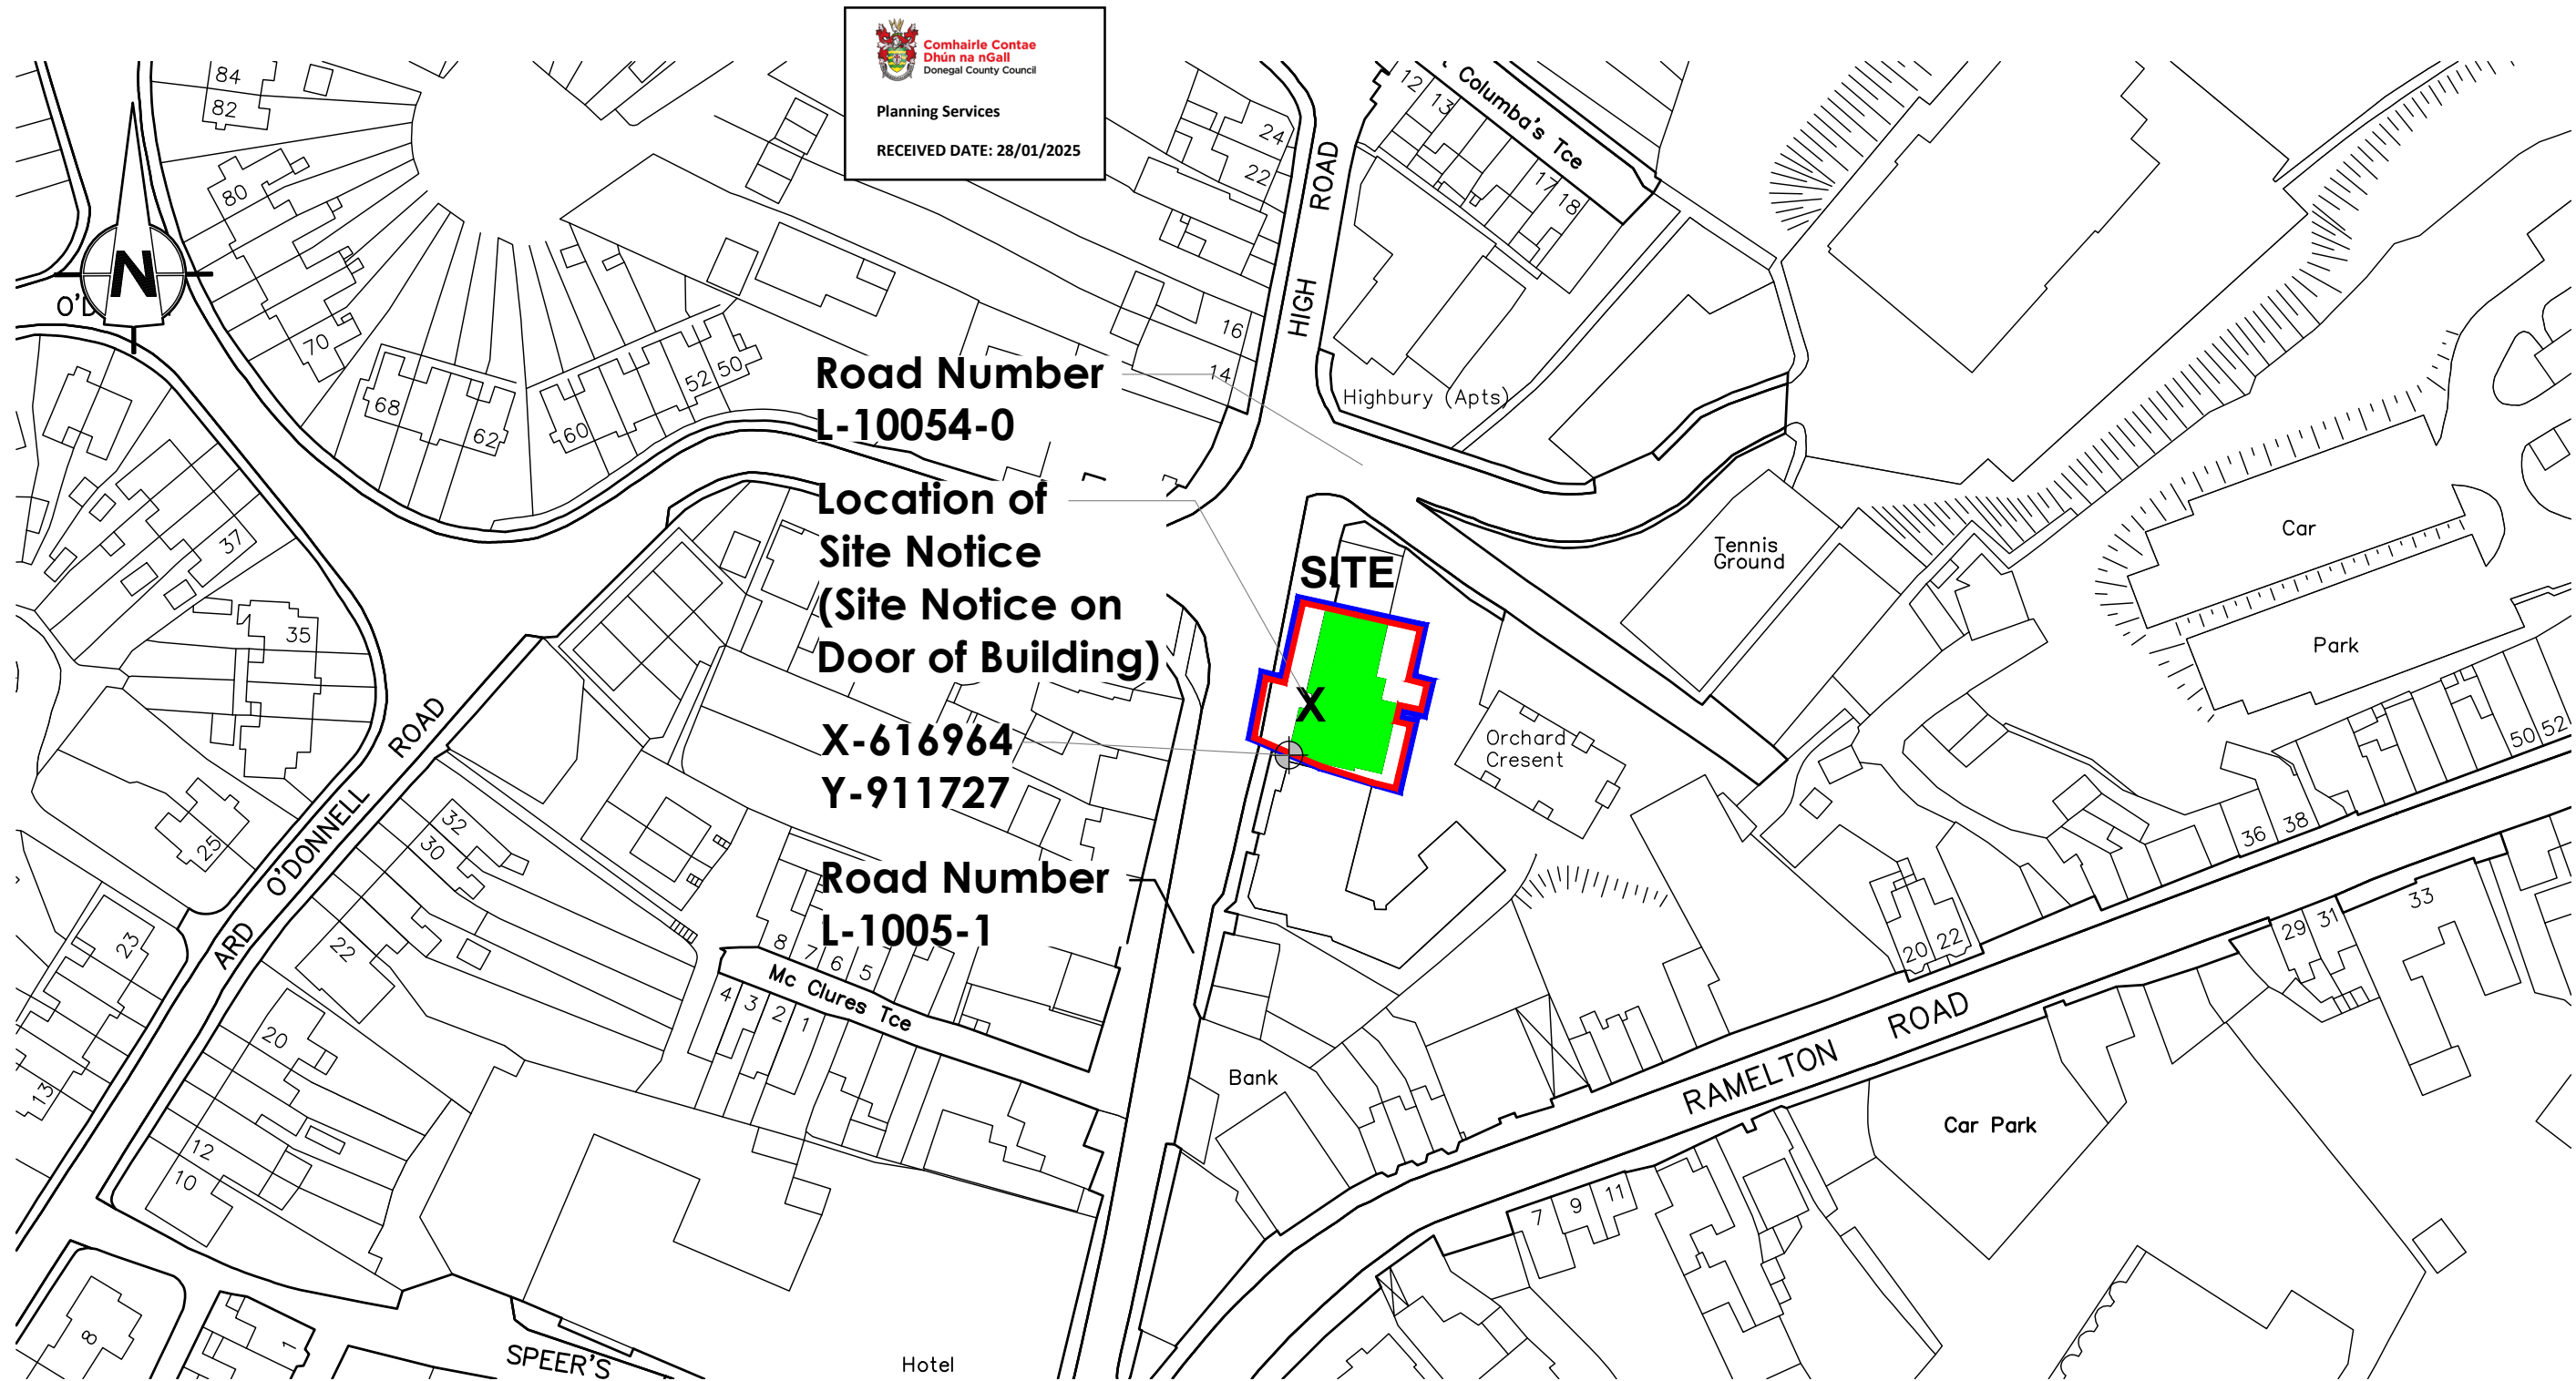 Comhairle Contae
Dhún na nGall
Donegal County Council
Planning Services
RECEIVED DATE: 28/01/2025
84
82
80
70
68
62
60
52
50
N
O'D
24
22
16
14
HIGH ROAD
12
13
Columba's Tce
17
18
Highbury (Apts)
Road Number
L-10054-0
Location of
Site Notice
(Site Notice on
Door of Building)
X-616964
Y-911727
Road Number
L-1005-1
SITE
X
Tennis
Ground
Car
Park
Orchard
Cresent
37
35
25
23
13
ARD O'DONNELL ROAD
32
30
22
20
12
10
8
1
8
7
6
5
Mc Clures Tce
4
3
2
1
SPEER'S
Hotel
Bank
RAMELTON ROAD
Car Park
7
9
11
20
22
29
31
33
36
38
50
52